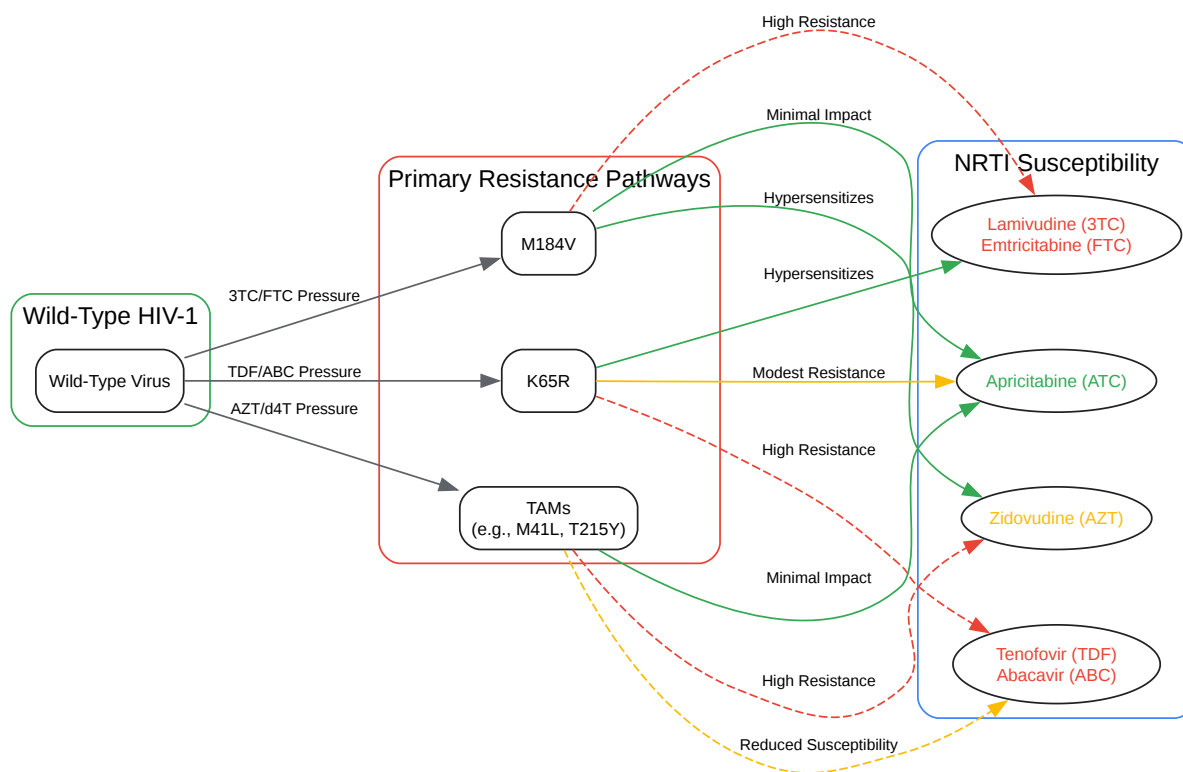 Wild-Type HIV-1
Wild-Type Virus
3TC/FTC Pressure
TDF/ABC Pressure
AZT/d4T Pressure
Primary Resistance Pathways
M184V
K65R
TAMs
(e.g., M41L, T215Y)
High Resistance
Minimal Impact
Hypersensitizes
Hypersensitizes
Modest Resistance
High Resistance
Minimal Impact
High Resistance
Reduced Susceptibility
NRTI Susceptibility
Lamivudine (3TC)
Emtricitabine (FTC)
Apricitabine (ATC)
Zidovudine (AZT)
Tenofovir (TDF)
Abacavir (ABC)